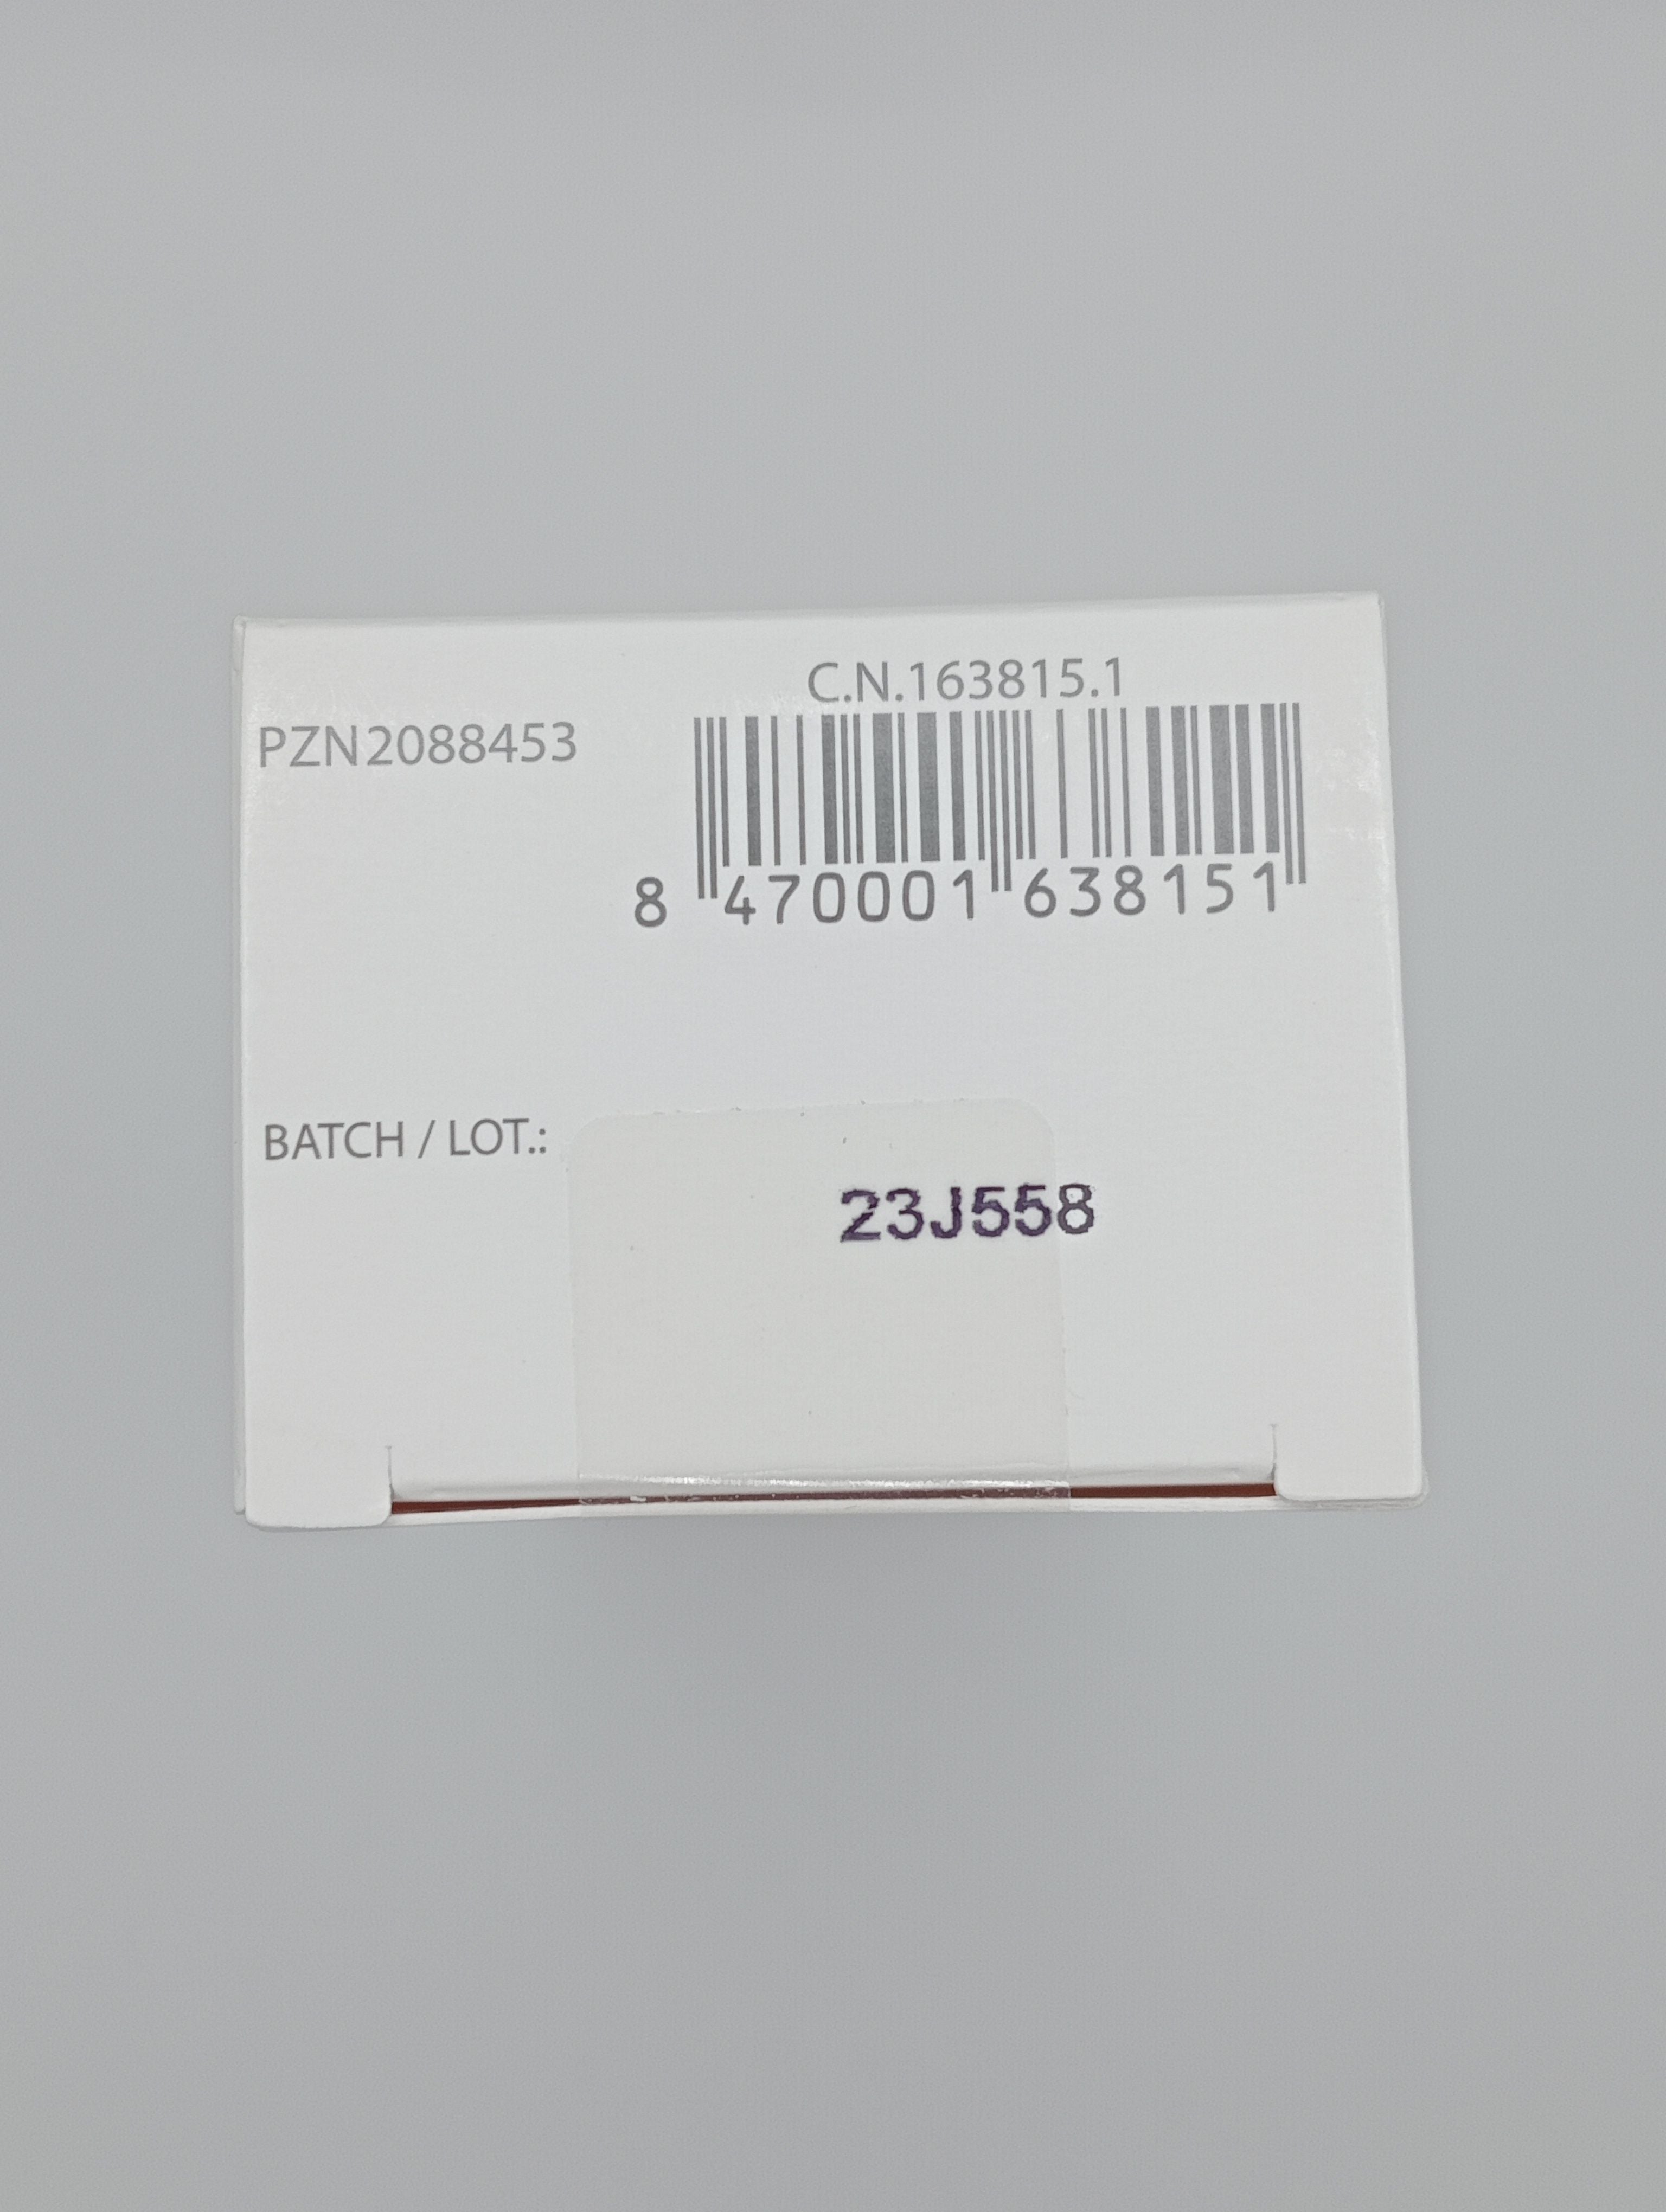 C.N.163815.1
PZN2088453
8 470001 638151
BATCH / LOT.:
23J558